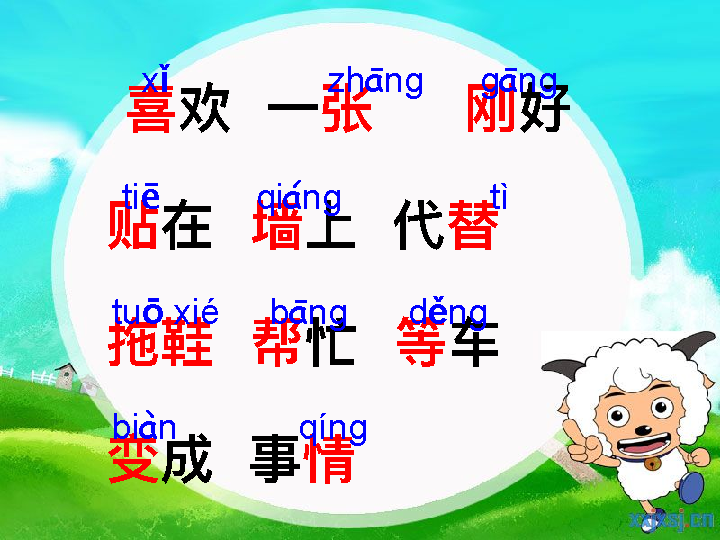 xǐ zhāng gāng
喜欢 一张 刚好
tiē qiáng tì
贴在 墙上 代替
tuō xié bāng děng
拖鞋 帮忙 等车
biàn qíng
变成 事情
xxjxsj.cn